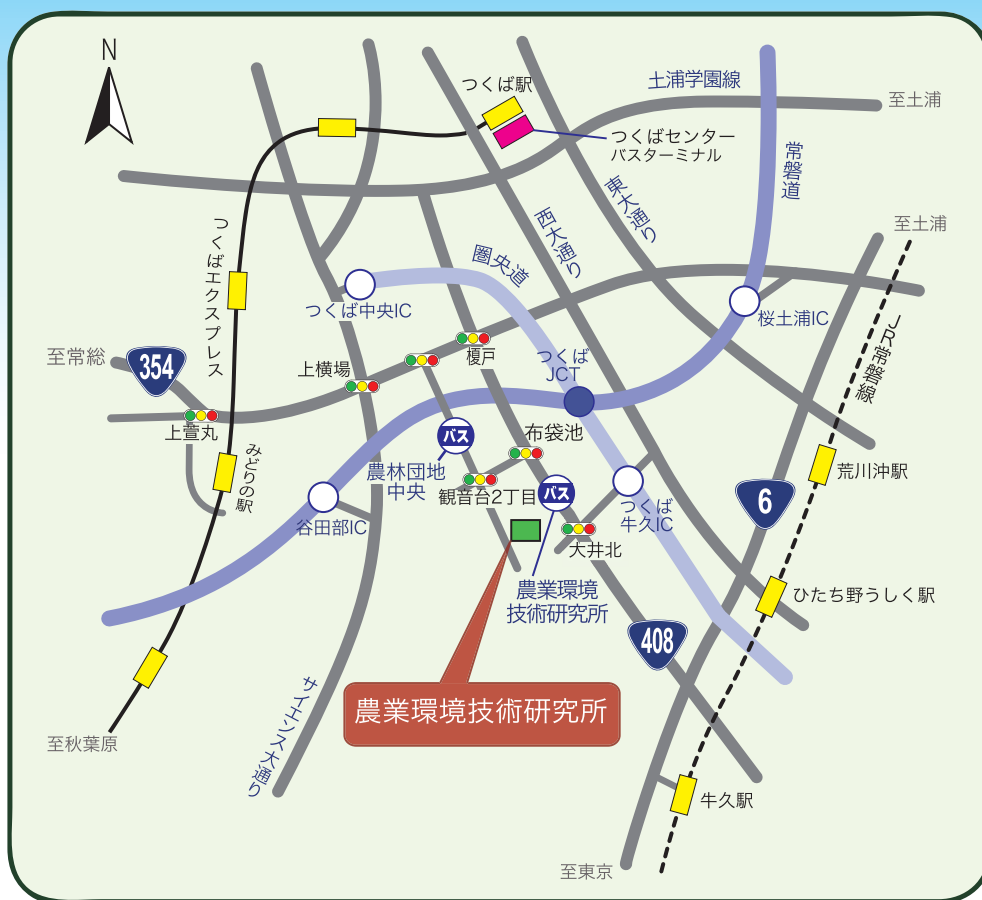 N
つくば駅
土浦学園線
至土浦
つくばセンター
バスターミナル
常磐道
東大通り
西大通り
至土浦
つくばエクスプレス
圏央道
つくば中央IC
桜土浦IC
JR常磐線
榎戸
つくば
JCT
至常総
354
上横場
上萱丸
布袋池
バス
農林団地
中央
みどりの駅
観音台2丁目
バス
荒川沖駅
6
つくば
牛久IC
谷田部IC
大井北
農業環境
技術研究所
ひたち野うしく駅
408
サイエンス大通り
農業環境技術研究所
至秋葉原
牛久駅
至東京